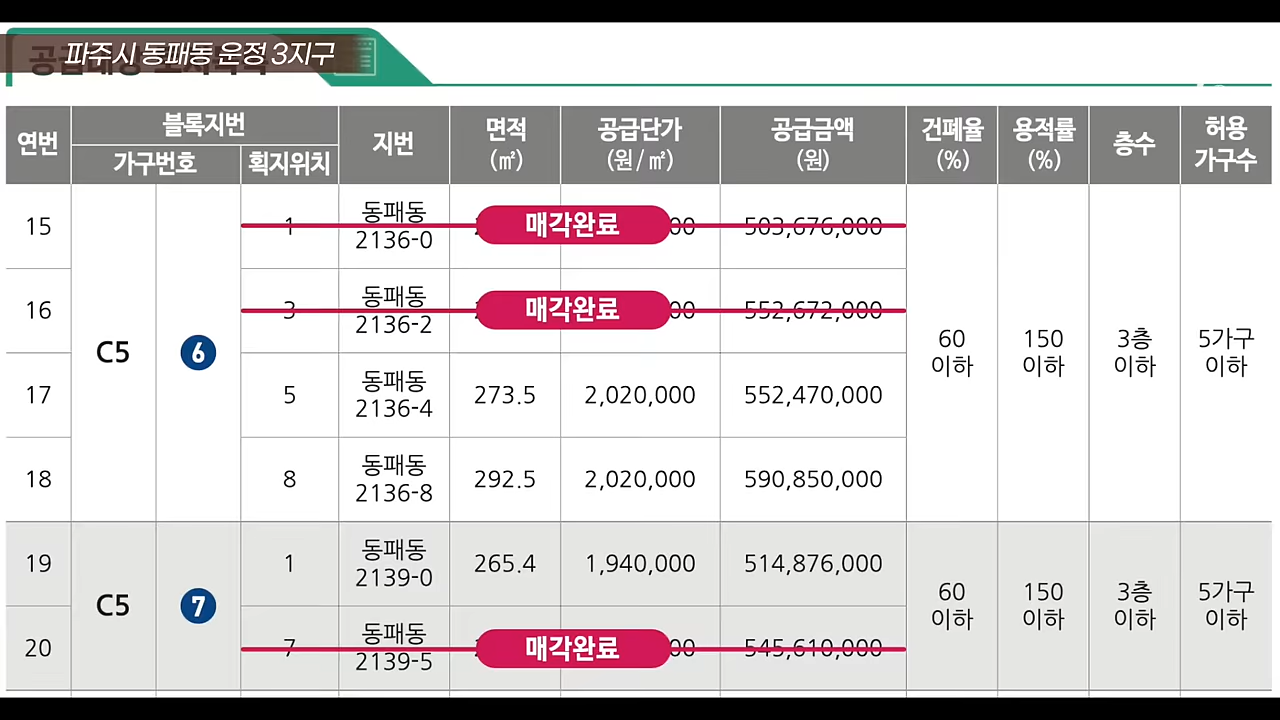 파주시 동패동 운정 3지구
연번 블록지번 지번 면적 (㎡) 공급단가 (원/㎡) 공급금액 (원) 건폐율 (%) 용적률 (%) 층수 허용 가구수
가구번호 획지위치
15 1 동패동 2136-0 매각완료 00 503,676,000
16 3 동패동 2136-2 매각완료 00 552,672,000
C5 6 60 이하 150 이하 3층 이하 5가구 이하
17 5 동패동 2136-4 273.5 2,020,000 552,470,000
18 8 동패동 2136-8 292.5 2,020,000 590,850,000
19 1 동패동 2139-0 265.4 1,940,000 514,876,000
C5 7 60 이하 150 이하 3층 이하 5가구 이하
20 7 동패동 2139-5 매각완료 00 545,610,000